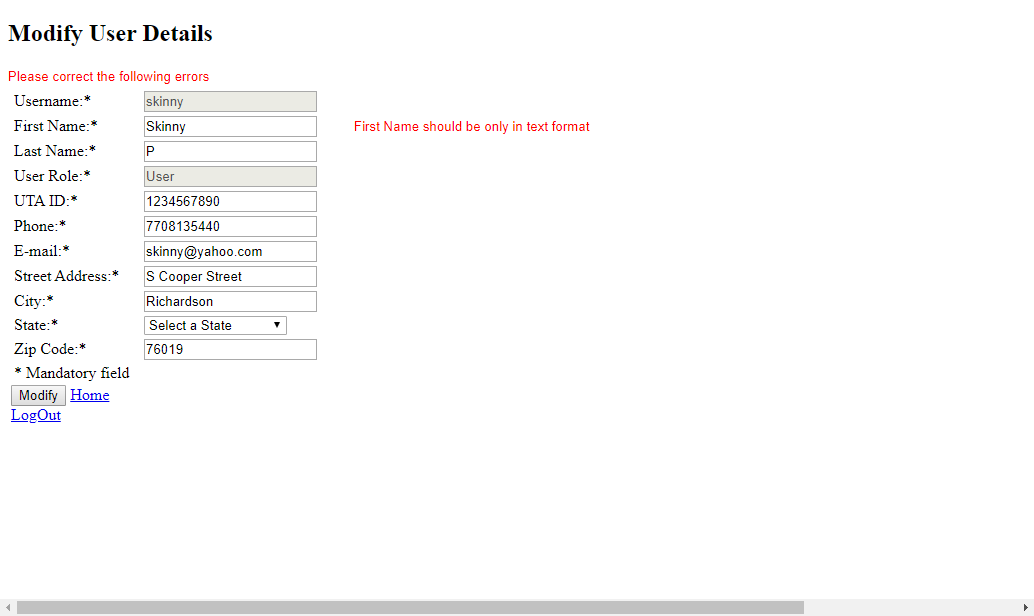 Modify User Details
Please correct the following errors
Username:* skinny
First Name:* Skinny First Name should be only in text format
Last Name:* P
User Role:* User
UTA ID:* 1234567890
Phone:* 7708135440
E-mail:* skinny@yahoo.com
Street Address:* S Cooper Street
City:* Richardson
State:* Select a State
Zip Code:* 76019
* Mandatory field
Modify Home
LogOut